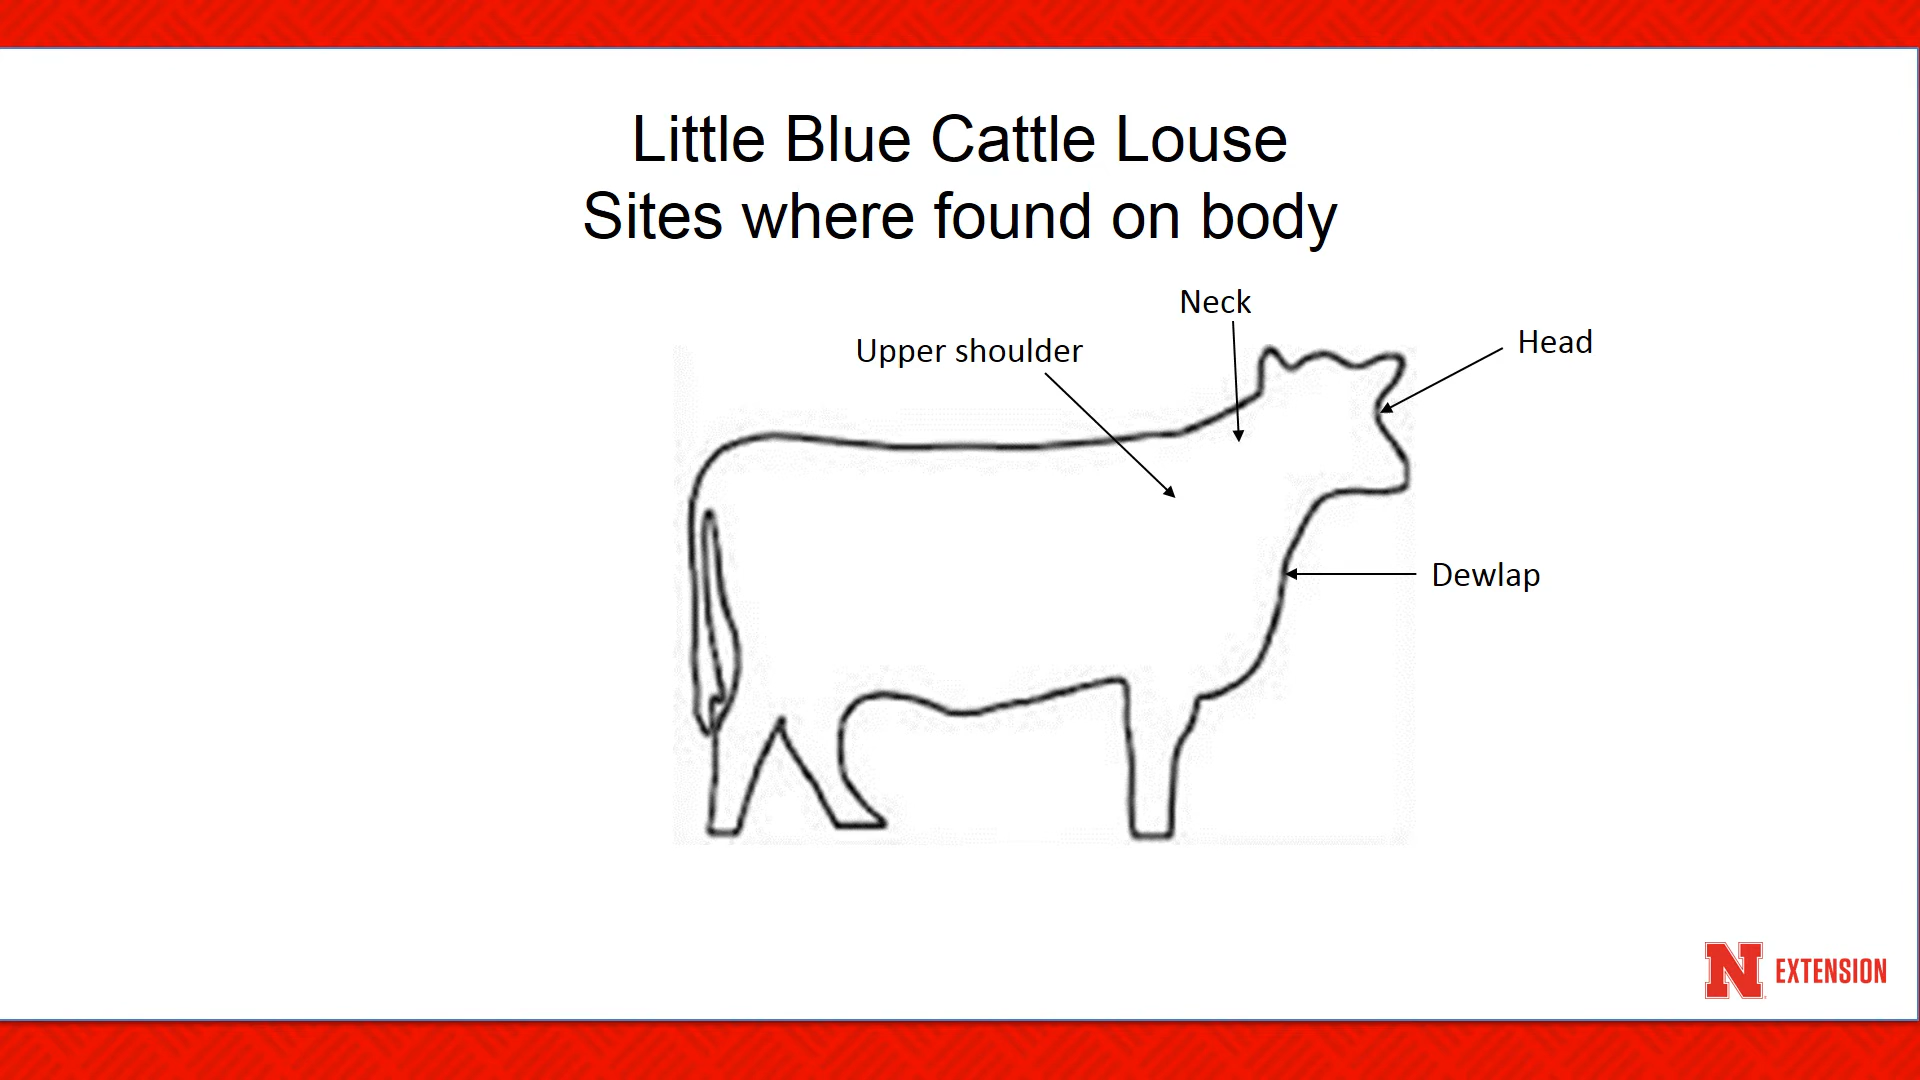 Little Blue Cattle Louse
Sites where found on body
Neck
Upper shoulder
Head
Dewlap
N EXTENSION